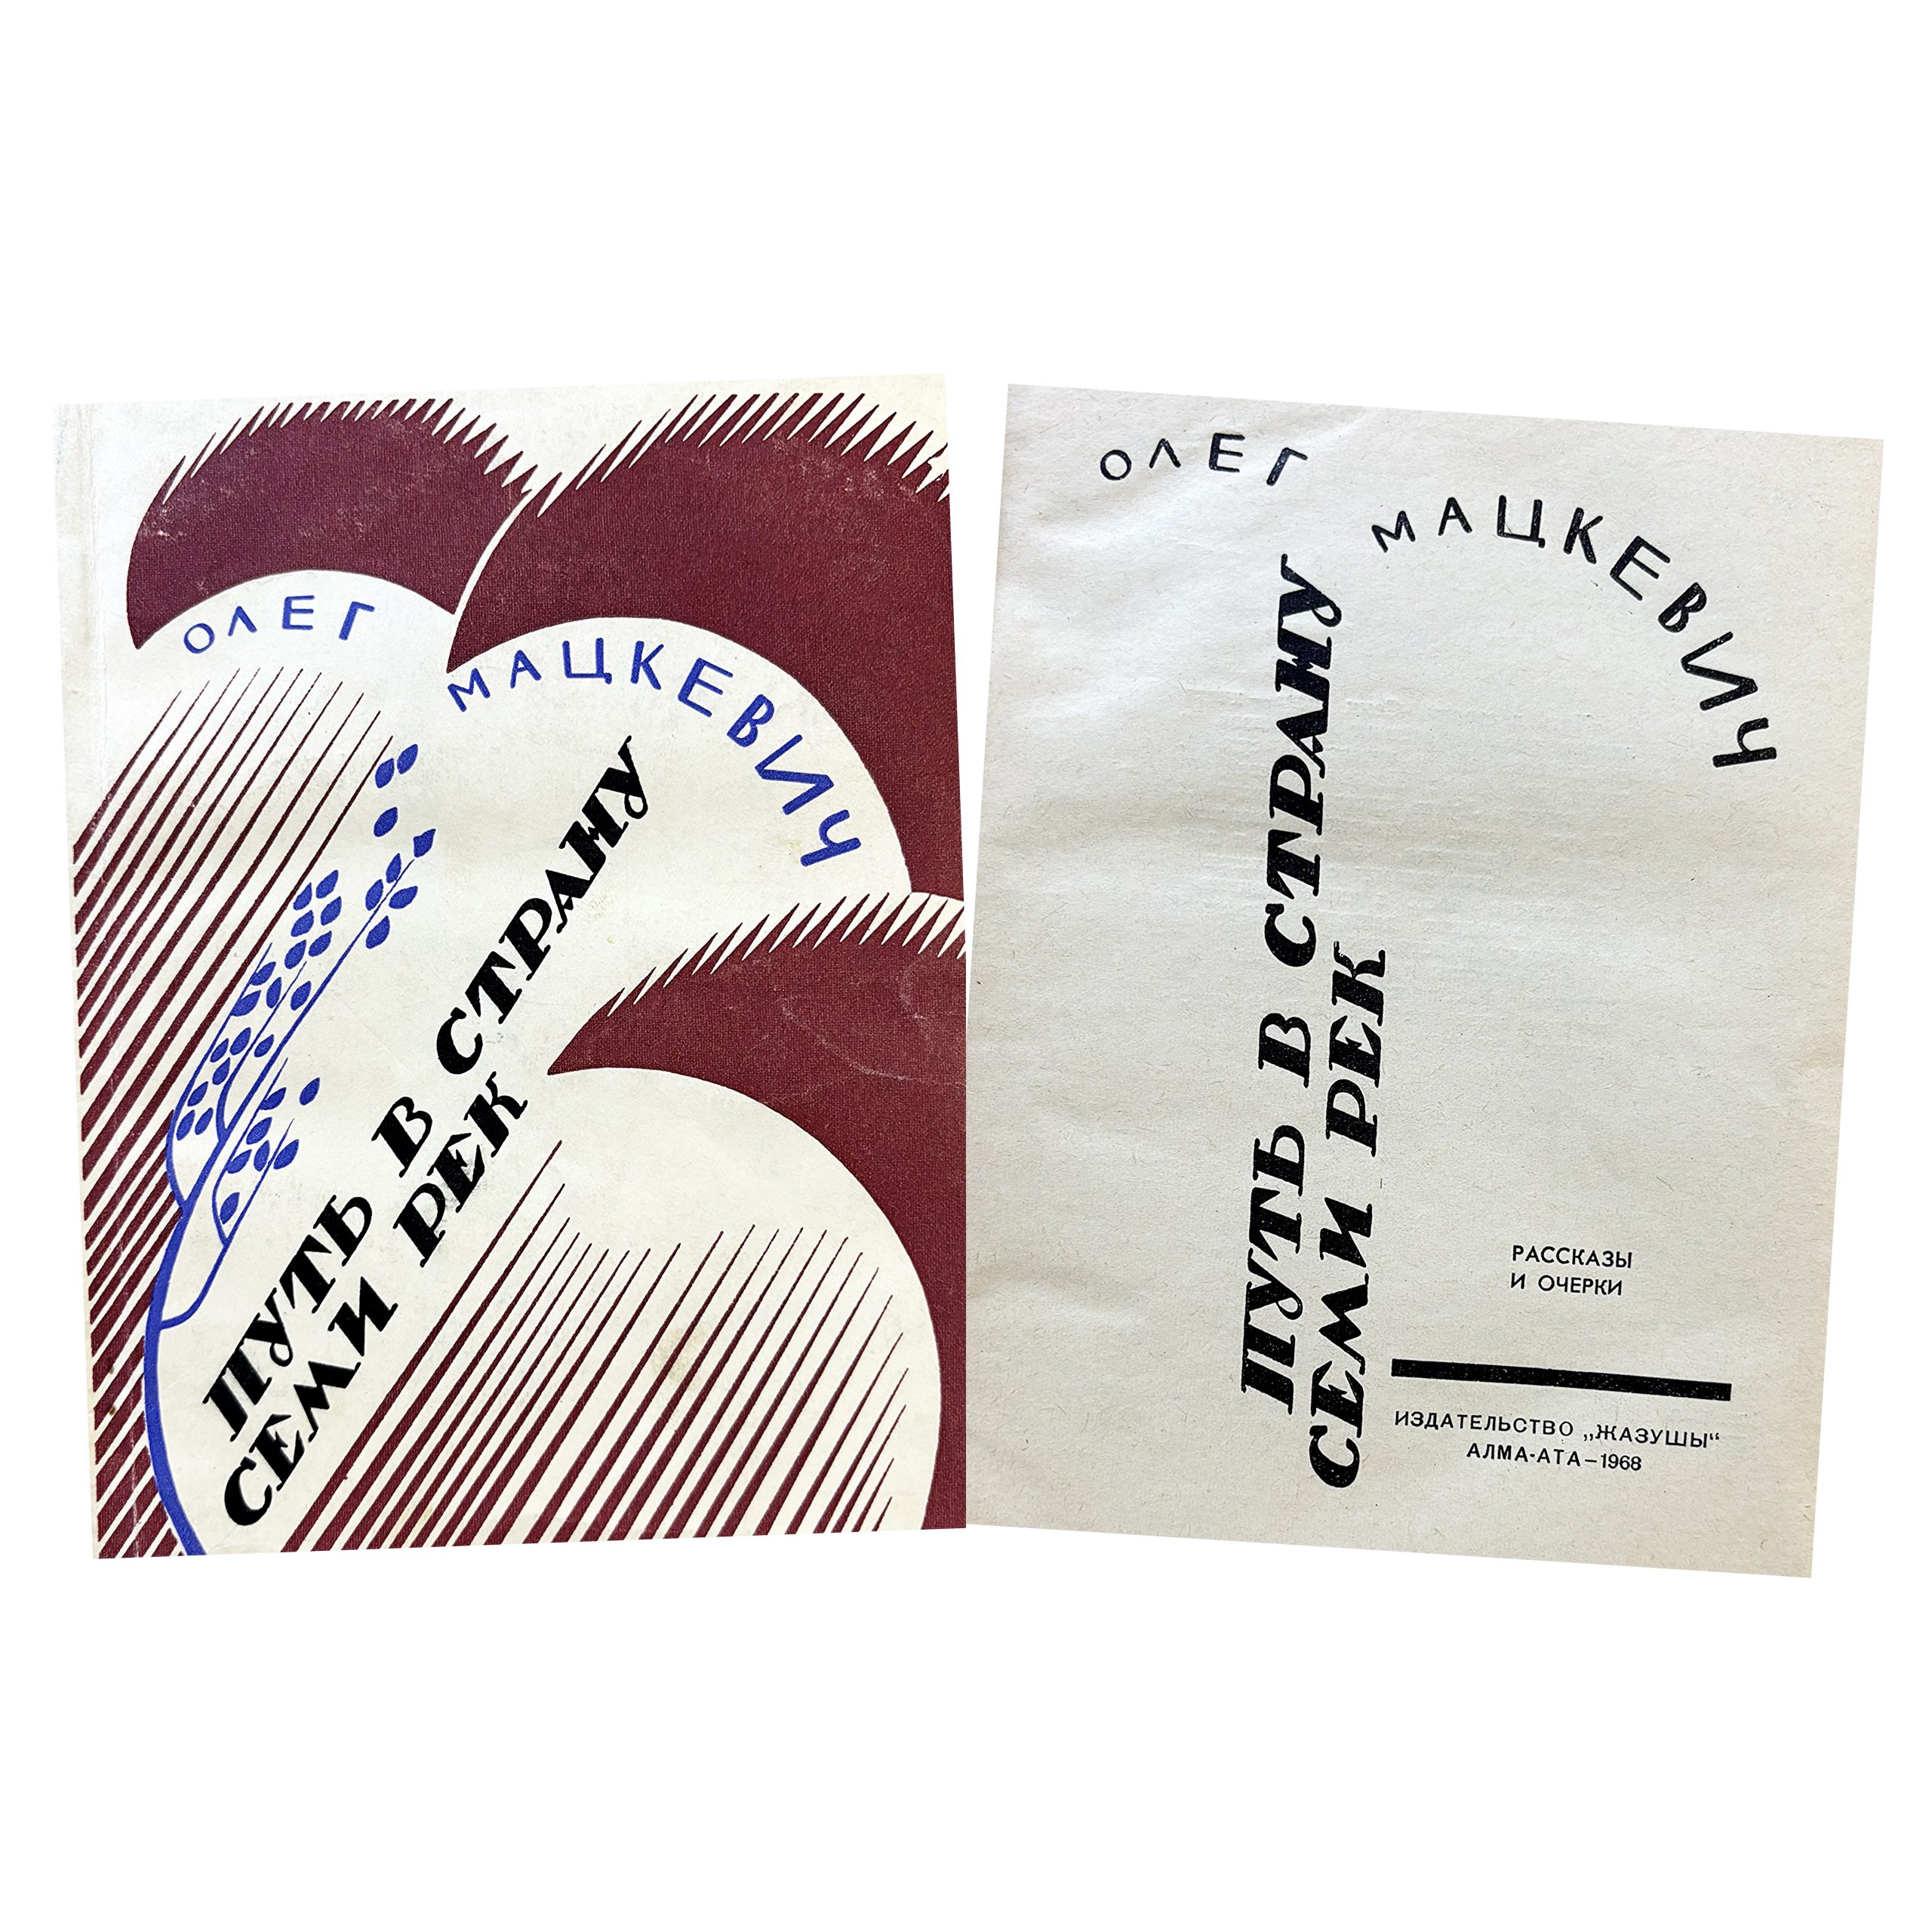 ОЛЕГ
МАЦКЕВИЧ
ПУТЬ В СТРАНУ
СЕМИ РЕК
ОЛЕГ
МАЦКЕВИЧ
ПУТЬ В СТРАНУ
СЕМИ РЕК
РАССКАЗЫ
И ОЧЕРКИ
ИЗДАТЕЛЬСТВО „ЖАЗУШЫ“
АЛМА-АТА—1968